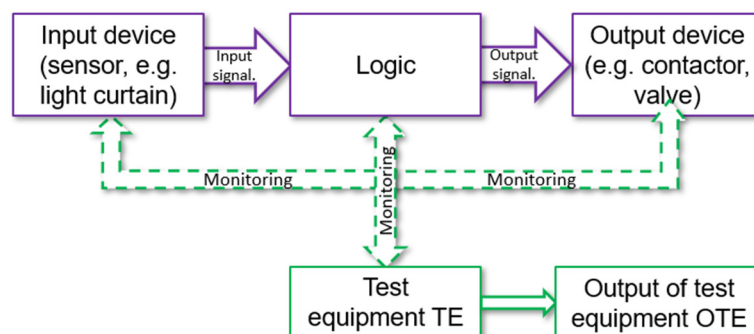 Input device
(sensor, e.g.
light curtain)
Input
signal.
Logic
Output
signal.
Output device
(e.g. contactor,
valve)
Monitoring
Monitoring
Monitoring
Test
equipment TE
Output of test
equipment OTE